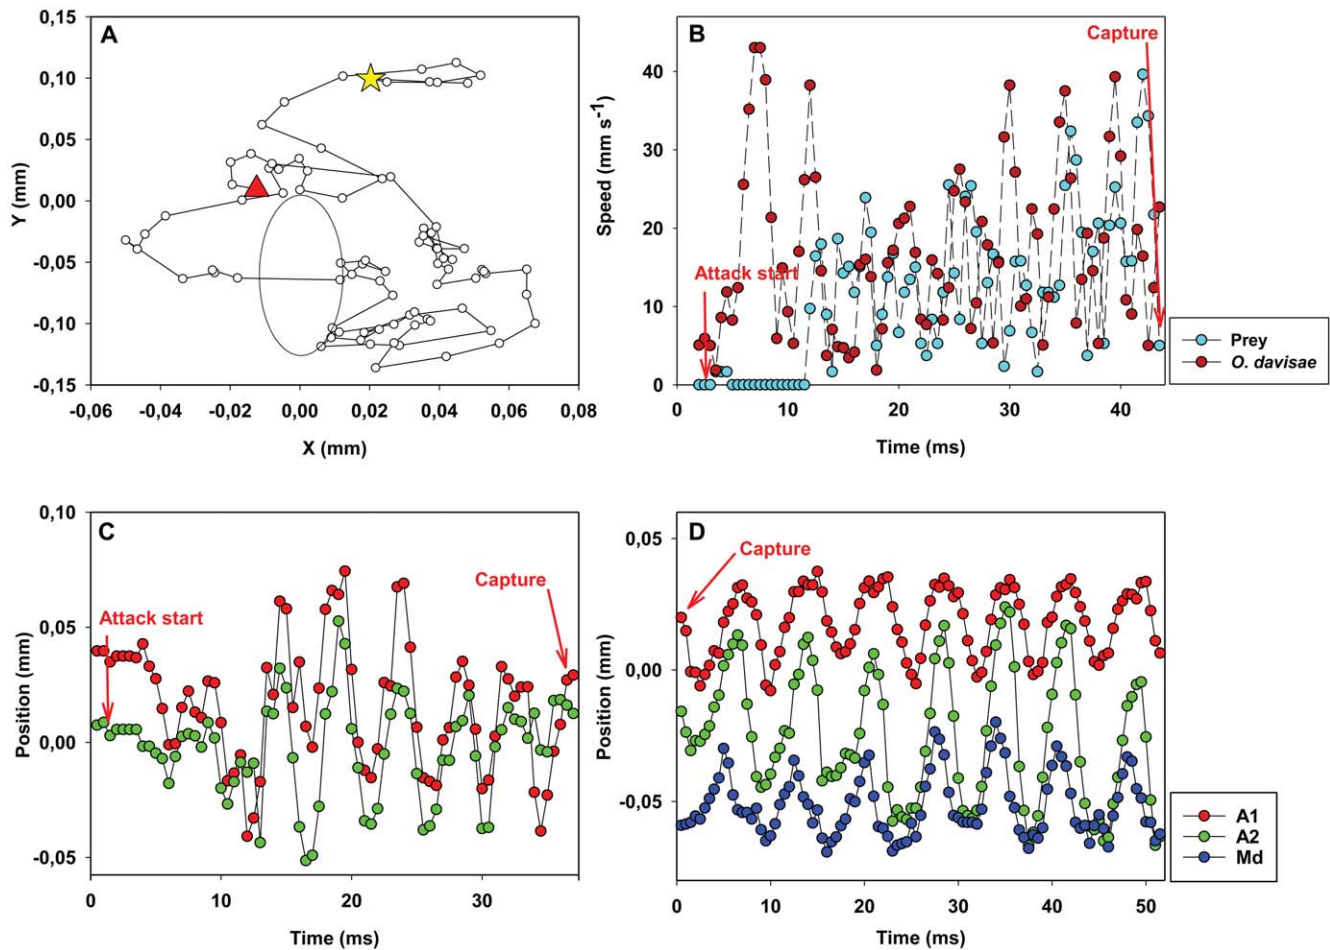 A
0,15
0,10
0,05
0,00
-0,05
-0,10
-0,15
Y (mm)
-0,06
-0,04
-0,02
0,00
0,02
0,04
0,06
0,08
X (mm)
B
Capture
Attack start
40
30
20
10
0
Speed (mm s⁻¹)
0
10
20
30
40
Time (ms)
Prey
O. davisae
C
Attack start
Capture
0,10
0,05
0,00
-0,05
Position (mm)
0
10
20
30
Time (ms)
D
Capture
0,05
0,00
-0,05
Position (mm)
0
10
20
30
40
50
Time (ms)
A1
A2
Md